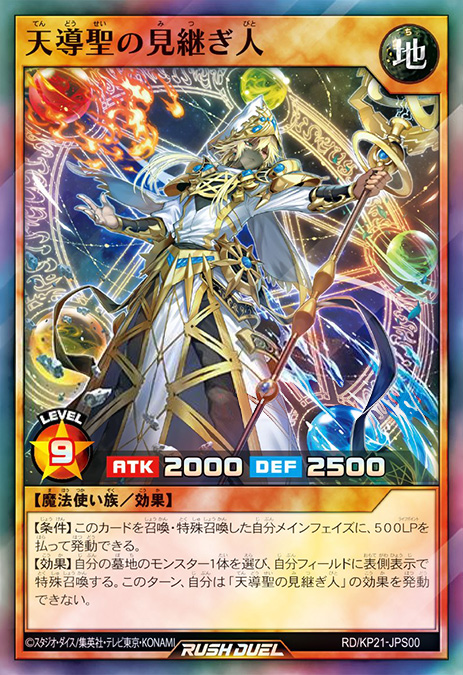 天導聖の見継ぎ人
地
LEVEL
9
ATK 2000 DEF 2500
【魔法使い族／効果】
【条件】このカードを召喚・特殊召喚した自分メインフェイズに、500LPを
払って発動できる。
【効果】自分の墓地のモンスター1体を選び、自分フィールドに表側表示で
特殊召喚する。このターン、自分は「天導聖の見継ぎ人」の効果を発動
できない。
©スタジオ・ダイス/集英社・テレビ東京・KONAMI
RUSH DUEL
RD/KP21-JPS00